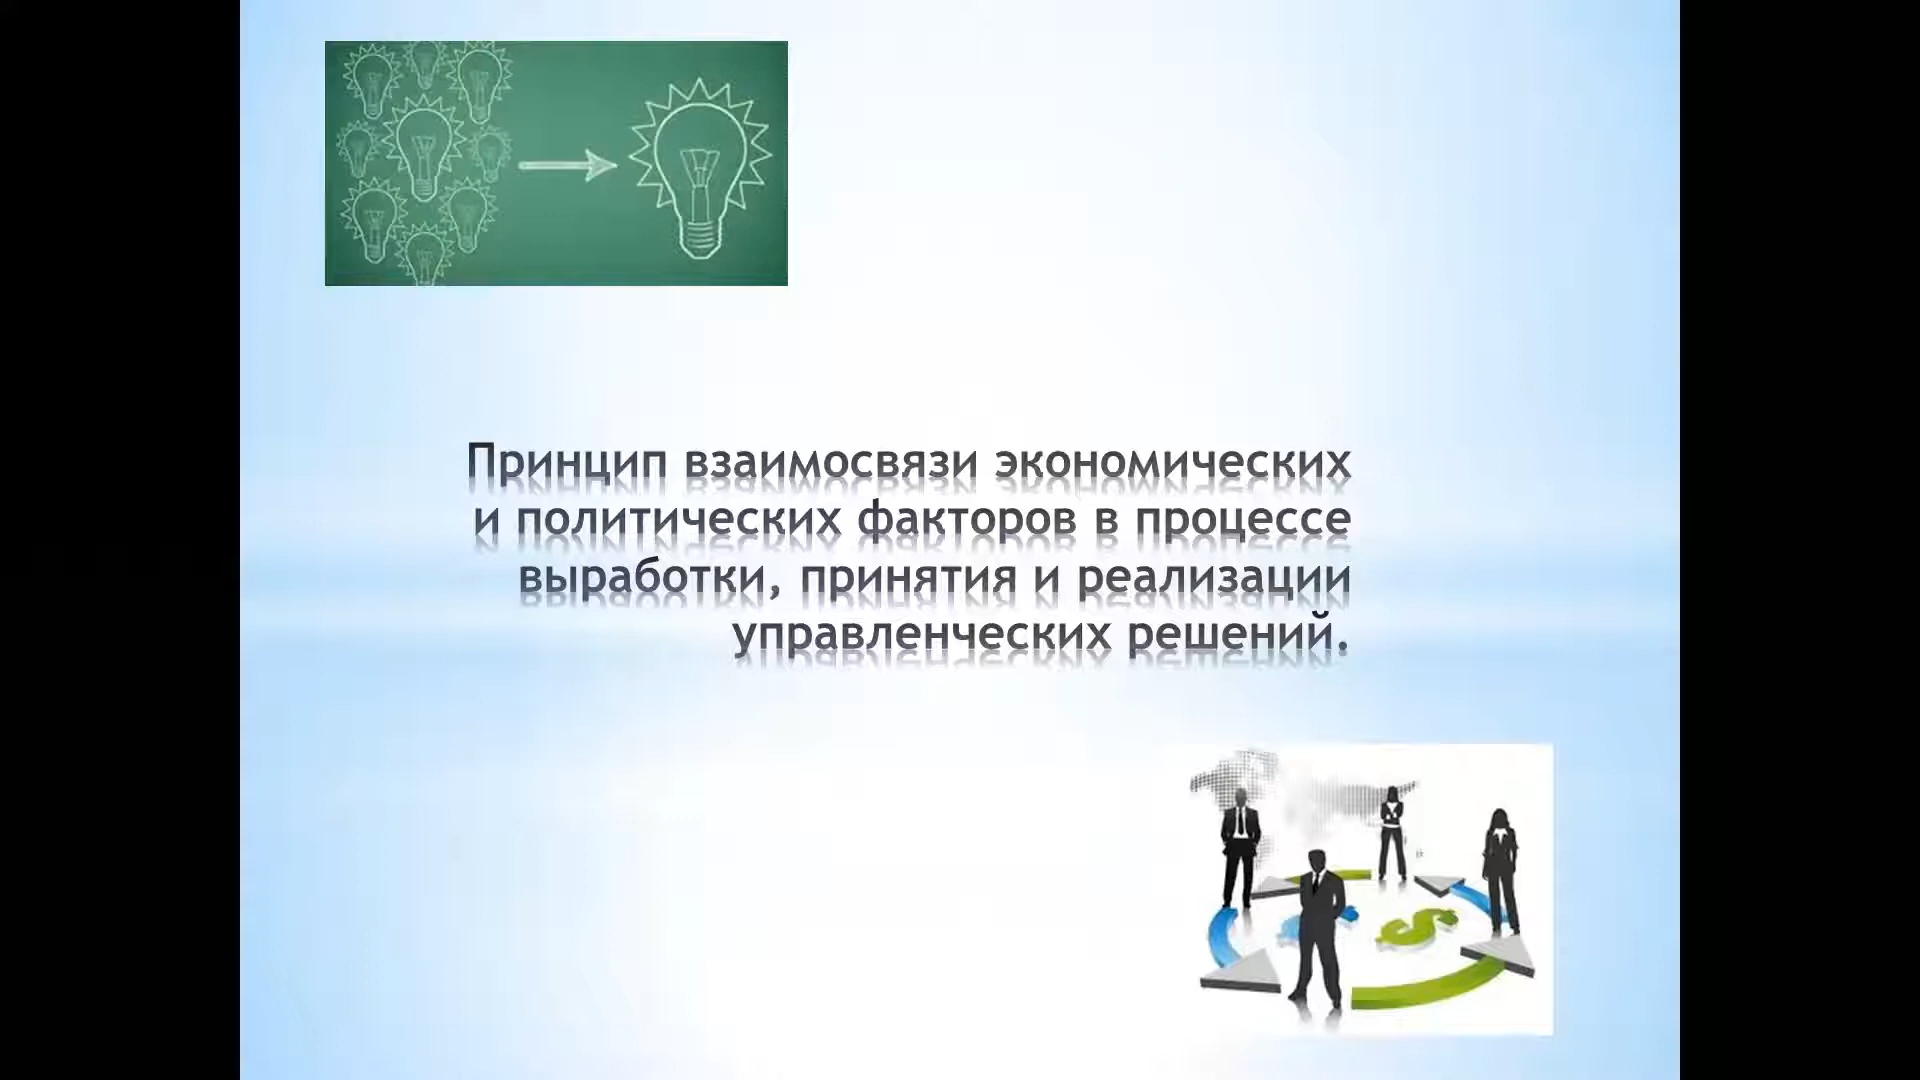 Принцип взаимосвязи экономических
и политических факторов в процессе
выработки, принятия и реализации
управленческих решений.